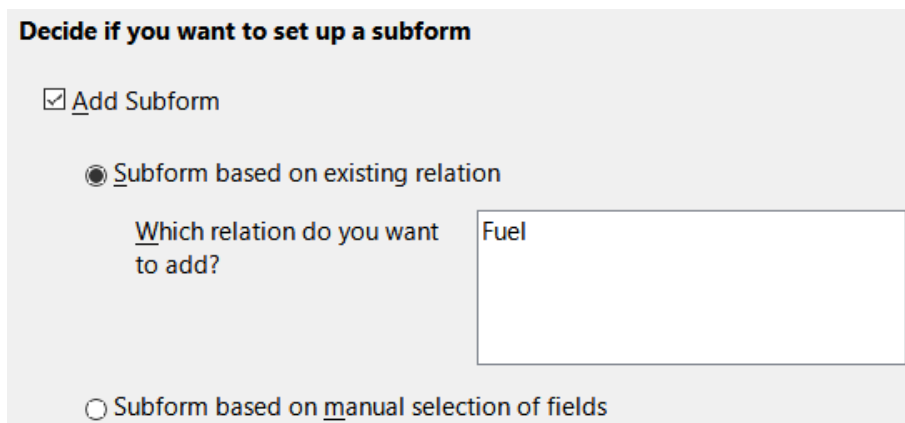 Decide if you want to set up a subform
Add Subform
Subform based on existing relation
Which relation do you want
to add?
Fuel
Subform based on manual selection of fields